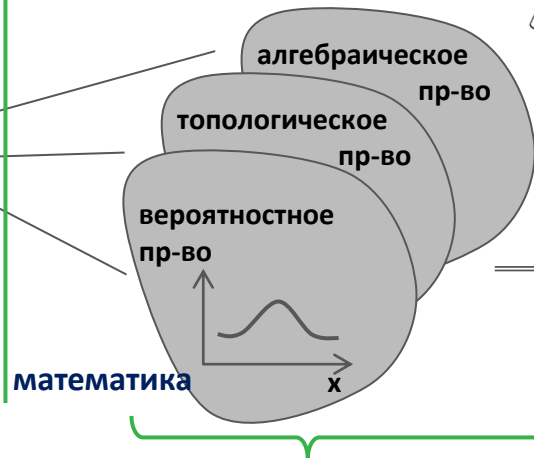 алгебраическое
пр-во
топологическое
пр-во
вероятностное
пр-во
математика
x